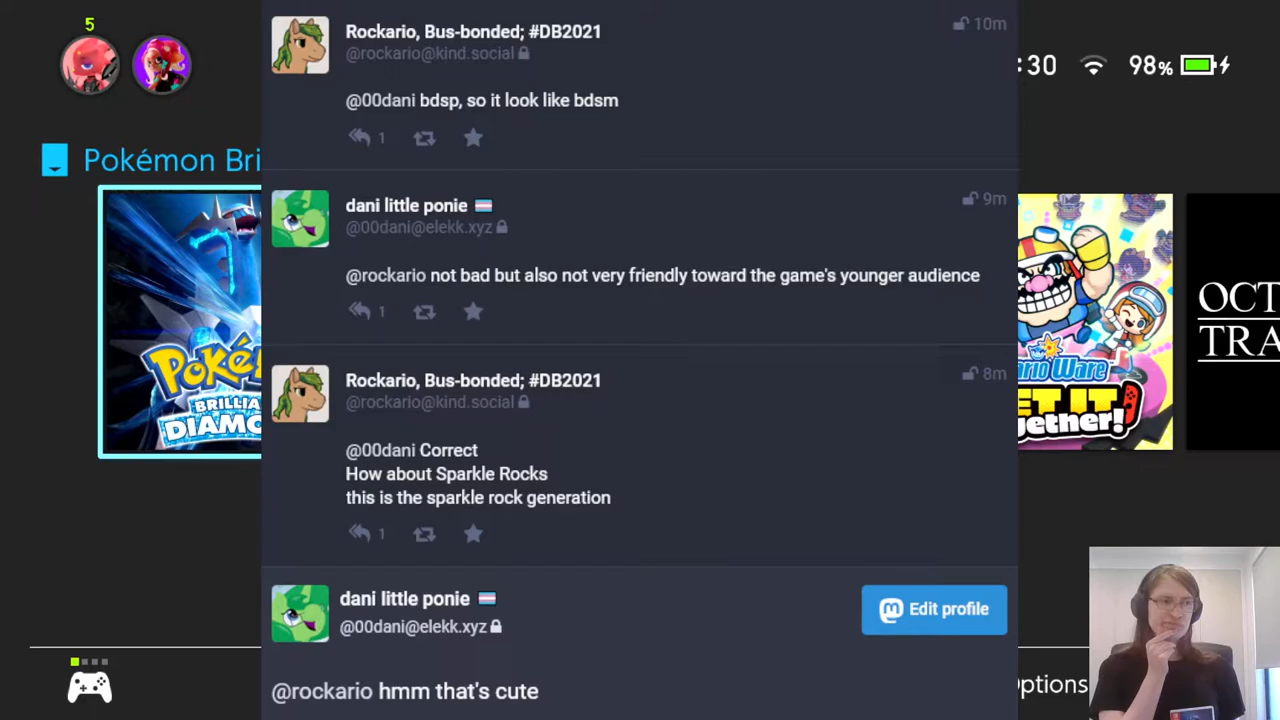 5
:30
98%
Pokémon Bri
POKé
BRILLIA
DIAMO
Rockario, Bus-bonded; #DB2021
10m
@rockario@kind.social
@00dani bdsp, so it look like bdsm
1
dani little ponie
9m
@00dani@elekk.xyz
@rockario not bad but also not very friendly toward the game's younger audience
1
Rockario, Bus-bonded; #DB2021
8m
@rockario@kind.social
@00dani Correct
How about Sparkle Rocks
this is the sparkle rock generation
1
dani little ponie
@00dani@elekk.xyz
Edit profile
@rockario hmm that's cute
ario Ware
ET IT
gether!
OCT
TRA
ptions